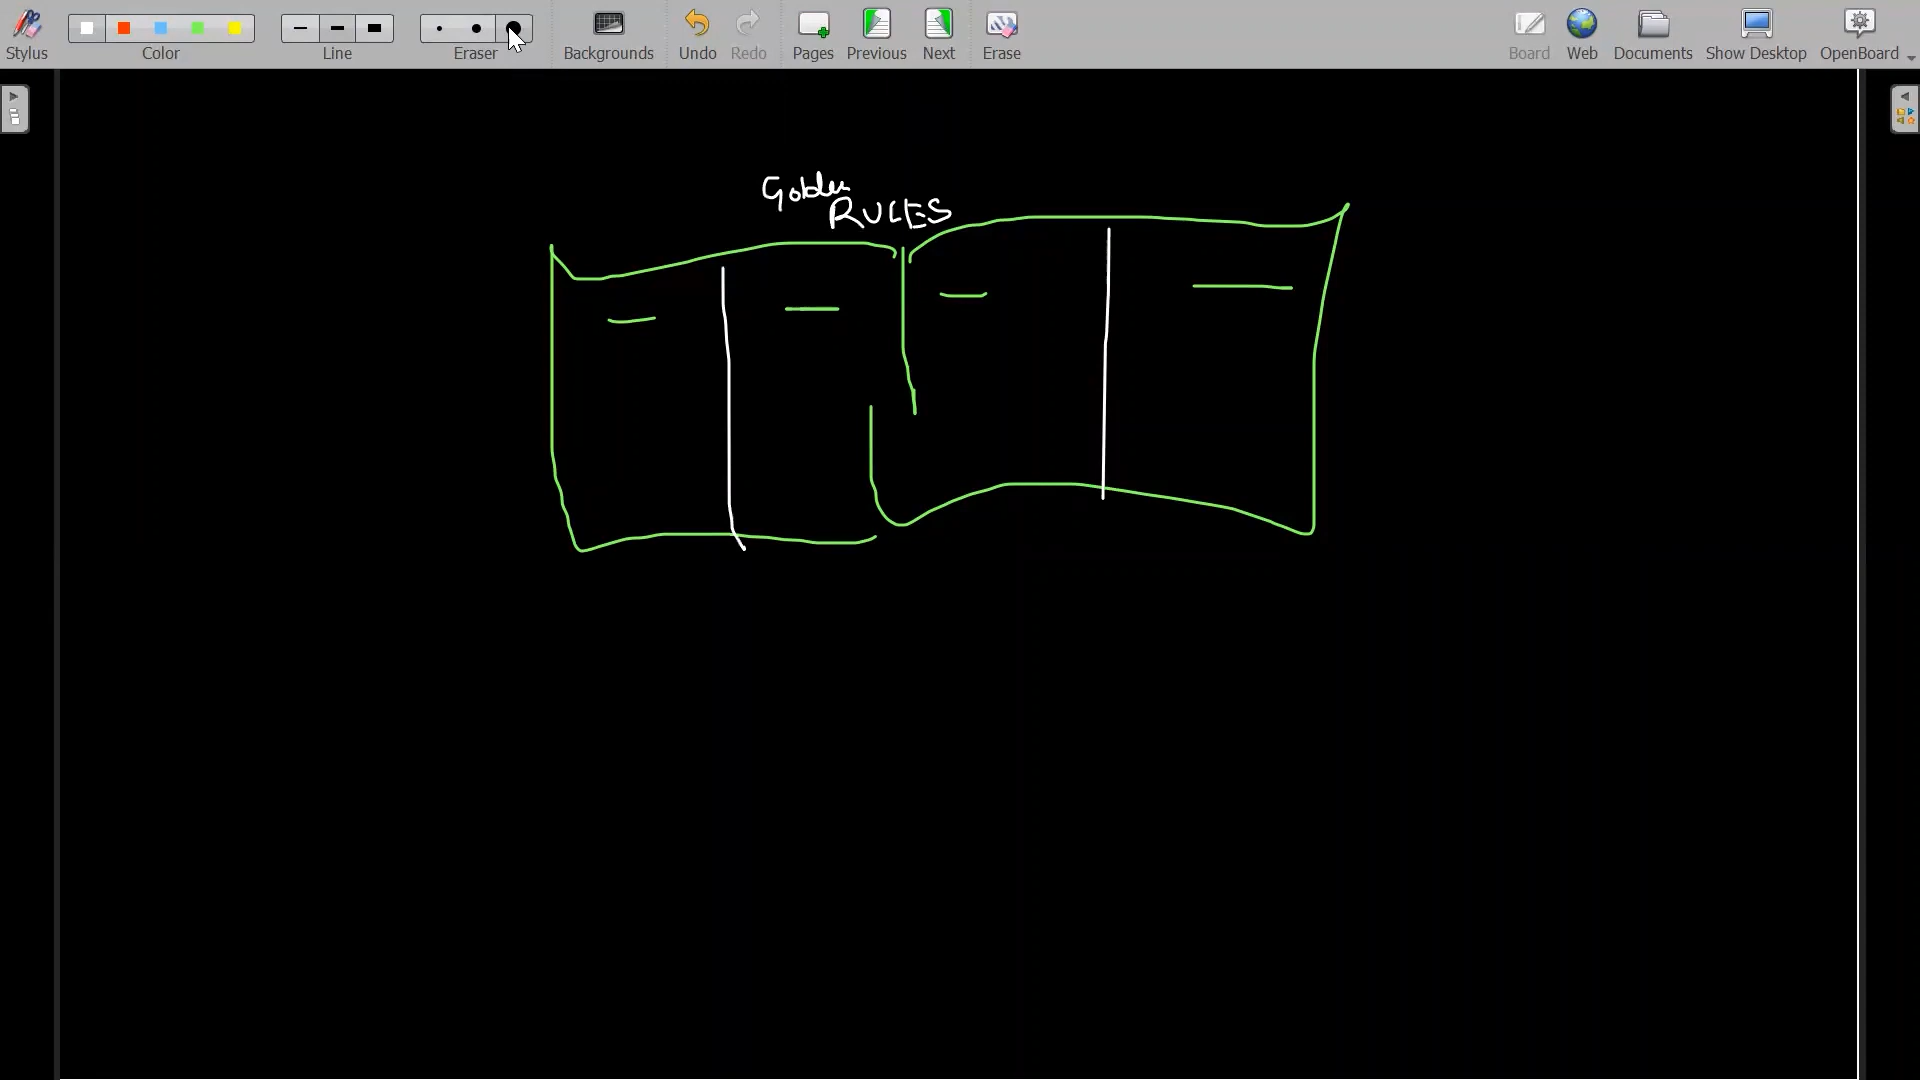 Stylus Color Line Eraser Backgrounds Undo Redo Pages Previous Next Erase Board Web Documents Show Desktop OpenBoard
Golden
RULES